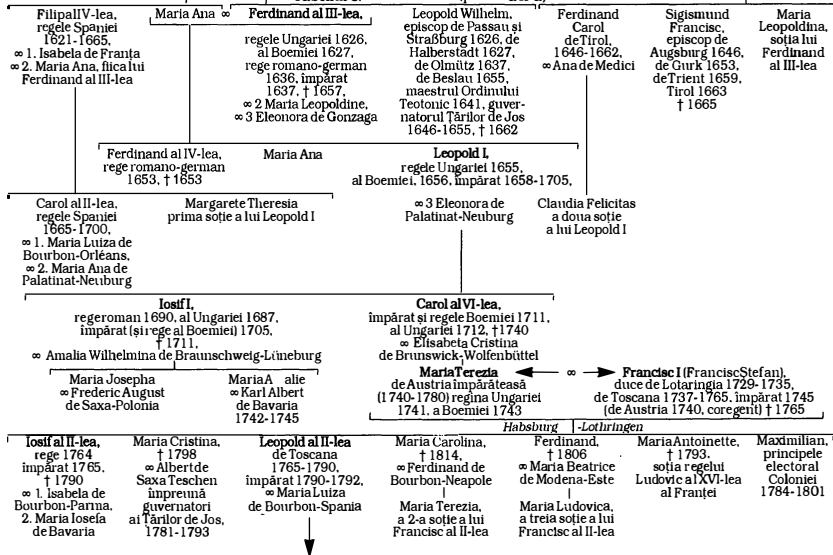 Filip al IV-lea,
regele Spaniei
1621-1665,
∞ 1. Isabela de Franța
∞ 2. Maria Ana, fiica lui
Ferdinand al III-lea
Maria Ana ∞
Ferdinand al III-lea,
regele Ungariei 1626,
al Boemiei 1627,
rege romano-german
1636, împărat
1637, † 1657,
∞ 2 Maria Leopoldine,
∞ 3 Eleonora de Gonzaga
Leopold Wilhelm,
episcop de Passau și
Straßburg 1626, de
Halberstadt 1627,
de Olmütz 1637,
de Beslau 1655,
maestrul Ordinului
Teotonic 1641, guver-
natorul Țărilor de Jos
1646-1655, † 1662
Ferdinand
Carol
de Tirol,
1646-1662,
∞ Ana de Medici
Sigismund
Francisc,
episcop de
Augsburg 1646,
de Gurk 1653,
de Trient 1659,
Tirol 1663
† 1665
Maria
Leopoldina,
soția lui
Ferdinand
al III-lea
Ferdinand al IV-lea,
rege romano-german
1653, † 1653
Maria Ana
Leopold I,
regele Ungariei 1655,
al Boemiei, 1656, împărat 1658-1705,
Carol al II-lea,
regele Spaniei
1665-1700,
∞ 1. Maria Luiza de
Bourbon-Orléans,
∞ 2. Maria Ana de
Palatinat-Neuburg
Margarete Theresia
prima soție a lui Leopold I
∞ 3 Eleonora de
Palatinat-Neuburg
Claudia Felicitas
a doua soție
a lui Leopold I
Iosif I,
rege roman 1690, al Ungariei 1687,
împărat (și rege al Boemiei) 1705,
† 1711,
∞ Amalia Wilhelmina de Braunschweig-Lüneburg
Carol al VI-lea,
împărat și regele Boemiei 1711,
al Ungariei 1712, † 1740
∞ Elisabeta Cristina
de Brunswick-Wolfenbüttel
Maria Josepha
∞ Frederic August
de Saxa-Polonia
Maria A alie
∞ Karl Albert
de Bavaria
1742-1745
Maria Terezia
de Austria împărăteasă
(1740-1780) regina Ungariei
1741, a Boemiei 1743
∞
Francisc I (Francisc Ștefan),
duce de Lotaringia 1729-1735,
de Toscana 1737-1765, împărat 1745
(de Austria 1740, coregent) † 1765
Habsburg -Lothringen
Iosif al II-lea,
rege 1764
împărat 1765,
† 1790
∞ 1. Isabela de
Bourbon-Parma,
2. Maria Iosefa
de Bavaria
Maria Cristina,
† 1798
∞ Albert de
Saxa Teschen
împreună
guvernatori
ai Țărilor de Jos,
1781-1793
Leopold al II-lea
de Toscana
1765-1790,
împărat 1790-1792,
∞ Maria Luiza
de Bourbon-Spania
Maria Carolina,
† 1814,
∞ Ferdinand de
Bourbon-Neapole
Maria Terezia,
a 2-a soție a lui
Francisc al II-lea
Ferdinand,
† 1806
∞ Maria Beatrice
de Modena-Este
Maria Ludovica,
a treia soție a lui
Francisc al II-lea
Maria Antoinette,
† 1793,
soția regelui
Ludovic al XVI-lea
al Franței
Maximilian,
principele
electoral
Coloniei
1784-1801